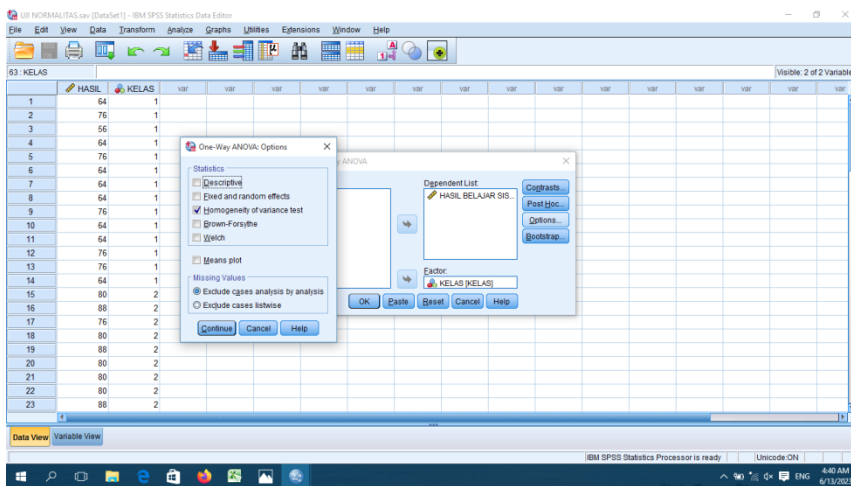 UJI NORMALITAS.sav [DataSet1] - IBM SPSS Statistics Data Editor
File Edit View Data Transform Analyze Graphs Utilities Extensions Window Help
63 : KELAS
Visible: 2 of 2 Variable
HASIL KELAS var var var var var var var var var var var var
1 64 1
2 76 1
3 56 1
4 64 1
5 76 1
6 64 1
7 64 1
8 64 1
9 76 1
10 64 1
11 64 1
12 76 1
13 76 1
14 64 1
15 80 2
16 88 2
17 76 2
18 80 2
19 88 2
20 80 2
21 80 2
22 80 2
23 88 2
One-Way ANOVA: Options
Statistics
Descriptive
Fixed and random effects
Homogeneity of variance test
Brown-Forsythe
Welch
Means plot
Missing Values
Exclude cases analysis by analysis
Exclude cases listwise
Continue Cancel Help
ANOVA
Dependent List:
HASIL BELAJAR SIS...
Factor:
KELAS [KELAS]
Contrasts...
Post Hoc...
Options...
Bootstrap...
OK Paste Reset Cancel Help
Data View Variable View
IBM SPSS Statistics Processor is ready Unicode:ON
ENG
4:40 AM
6/13/2023